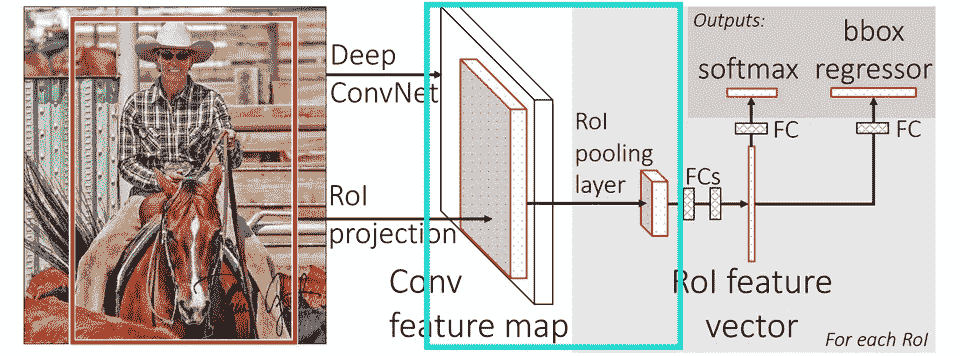 Deep
ConvNet
RoI
projection
Conv
feature map
RoI
pooling
layer
FCs
RoI feature
vector
Outputs:
softmax
bbox
regressor
FC
FC
For each RoI